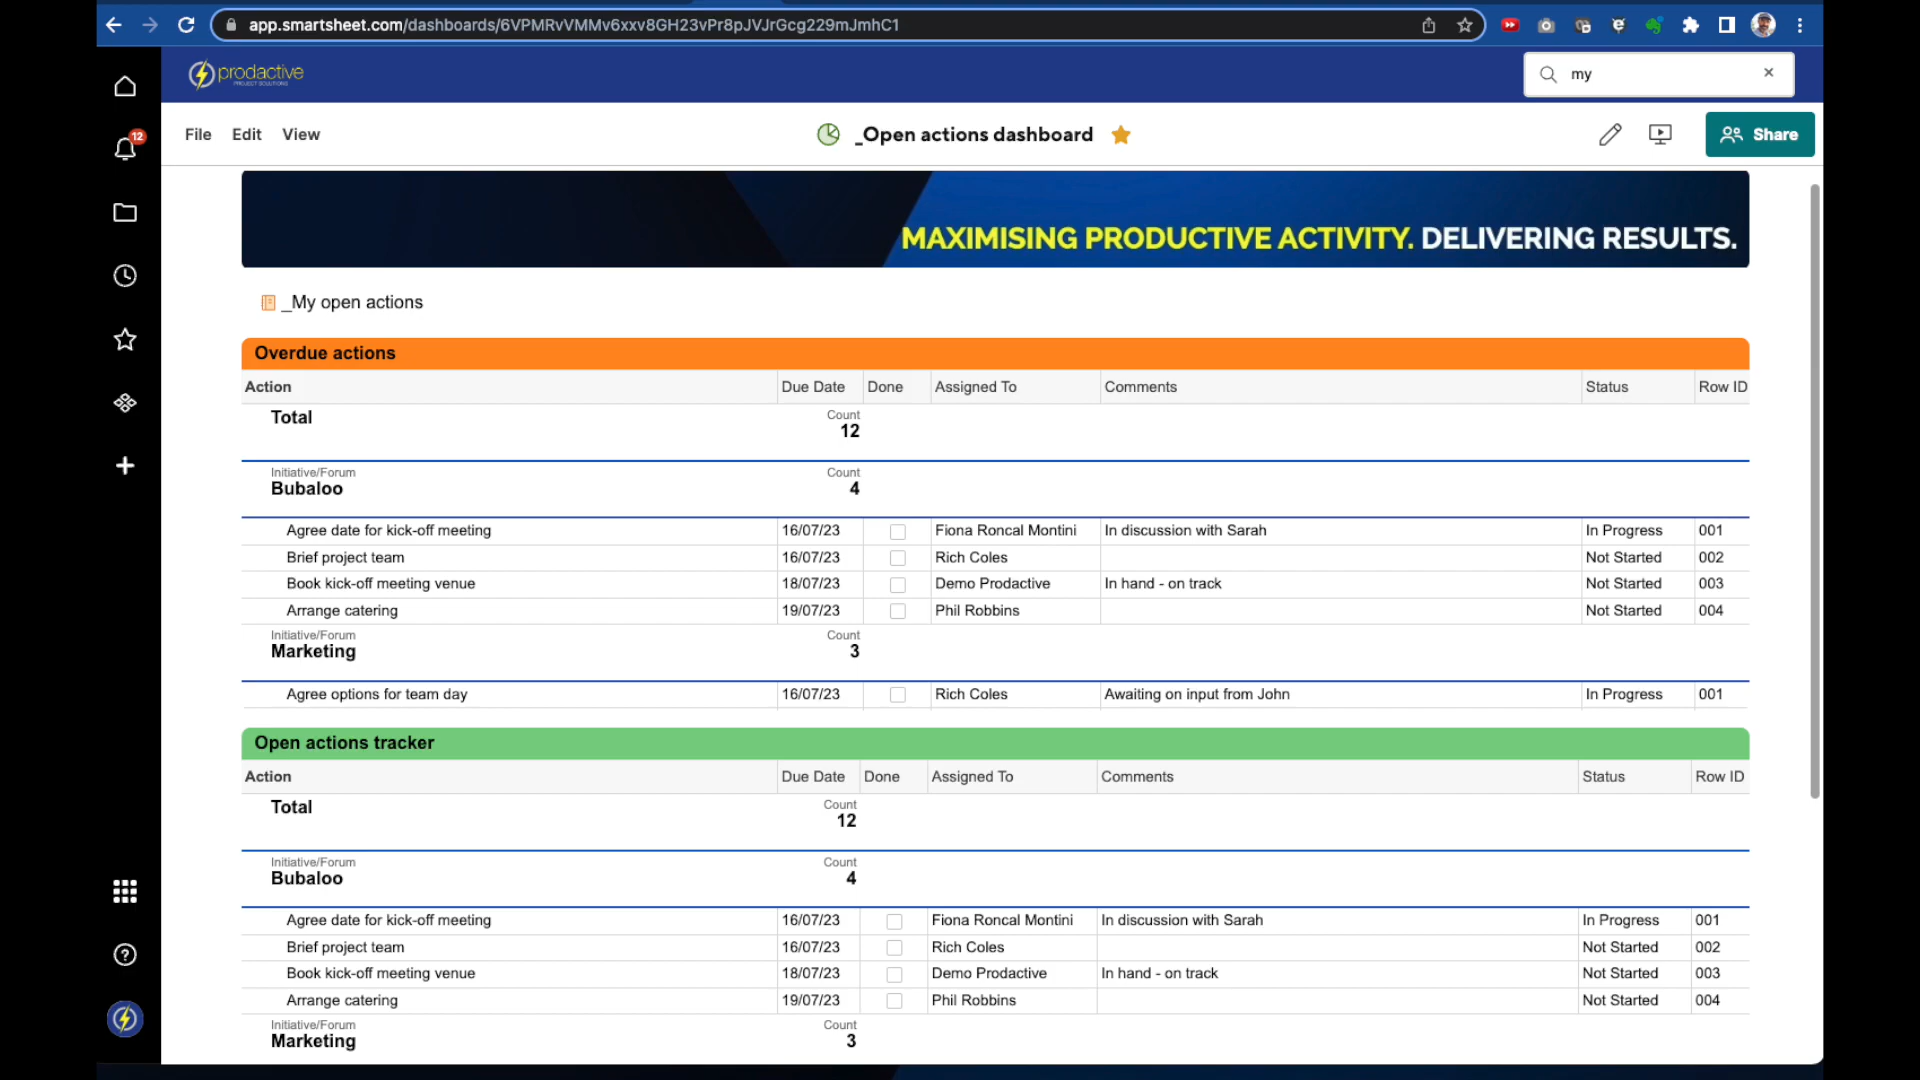 app.smartsheet.com/dashboards/6VPMRvVMMv6xxv8GH23vPr8pJVJrGcg229mJmhC1
prodactive
PROJECT SOLUTIONS
my
12
File Edit View
_Open actions dashboard
Share
MAXIMISING PRODUCTIVE ACTIVITY. DELIVERING RESULTS.
_My open actions
Overdue actions
Action Due Date Done Assigned To Comments Status Row ID
Total Count 12
Initiative/Forum Count
Bubaloo 4
Agree date for kick-off meeting 16/07/23 Fiona Roncal Montini In discussion with Sarah In Progress 001
Brief project team 16/07/23 Rich Coles Not Started 002
Book kick-off meeting venue 18/07/23 Demo Prodactive In hand - on track Not Started 003
Arrange catering 19/07/23 Phil Robbins Not Started 004
Initiative/Forum Count
Marketing 3
Agree options for team day 16/07/23 Rich Coles Awaiting on input from John In Progress 001
Open actions tracker
Action Due Date Done Assigned To Comments Status Row ID
Total Count 12
Initiative/Forum Count
Bubaloo 4
Agree date for kick-off meeting 16/07/23 Fiona Roncal Montini In discussion with Sarah In Progress 001
Brief project team 16/07/23 Rich Coles Not Started 002
Book kick-off meeting venue 18/07/23 Demo Prodactive In hand - on track Not Started 003
Arrange catering 19/07/23 Phil Robbins Not Started 004
Initiative/Forum Count
Marketing 3